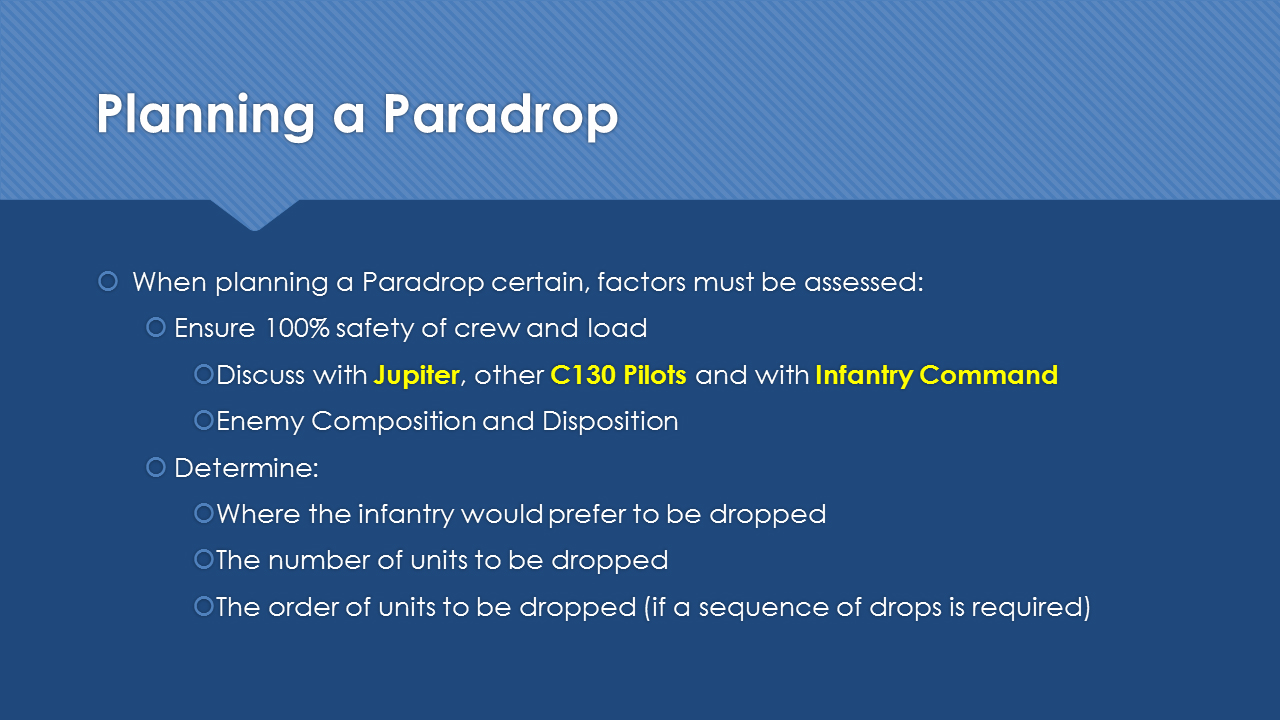 Planning a Paradrop
When planning a Paradrop certain, factors must be assessed:
Ensure 100% safety of crew and load
Discuss with Jupiter, other C130 Pilots and with Infantry Command
Enemy Composition and Disposition
Determine:
Where the infantry would prefer to be dropped
The number of units to be dropped
The order of units to be dropped (if a sequence of drops is required)